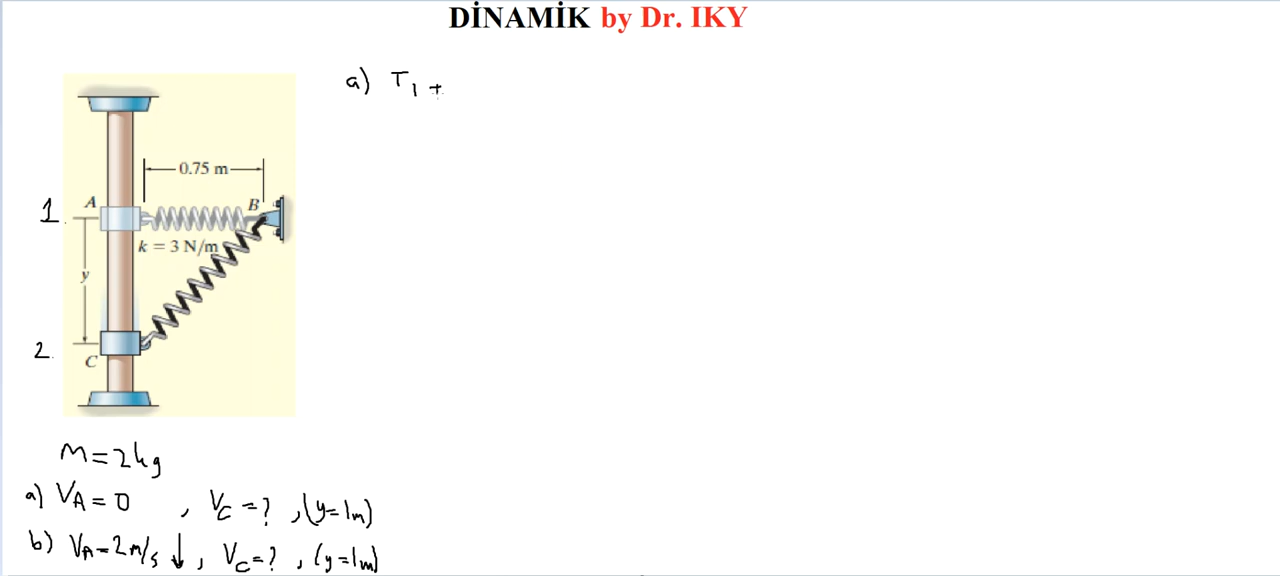 DİNAMİK by Dr. IKY
a) T1 +
0.75 m
1.
A
B
k = 3 N/m
y
2.
C
m=2kg
a) VA = 0 , VC = ? , (y=1m)
b) VA = 2m/s ↓ , VC = ? , (y=1m)